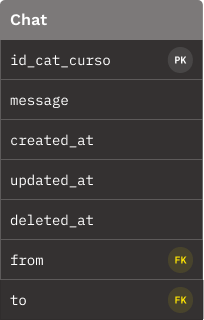 Chat
id_cat_curso PK
message
created_at
updated_at
deleted_at
from FK
to FK